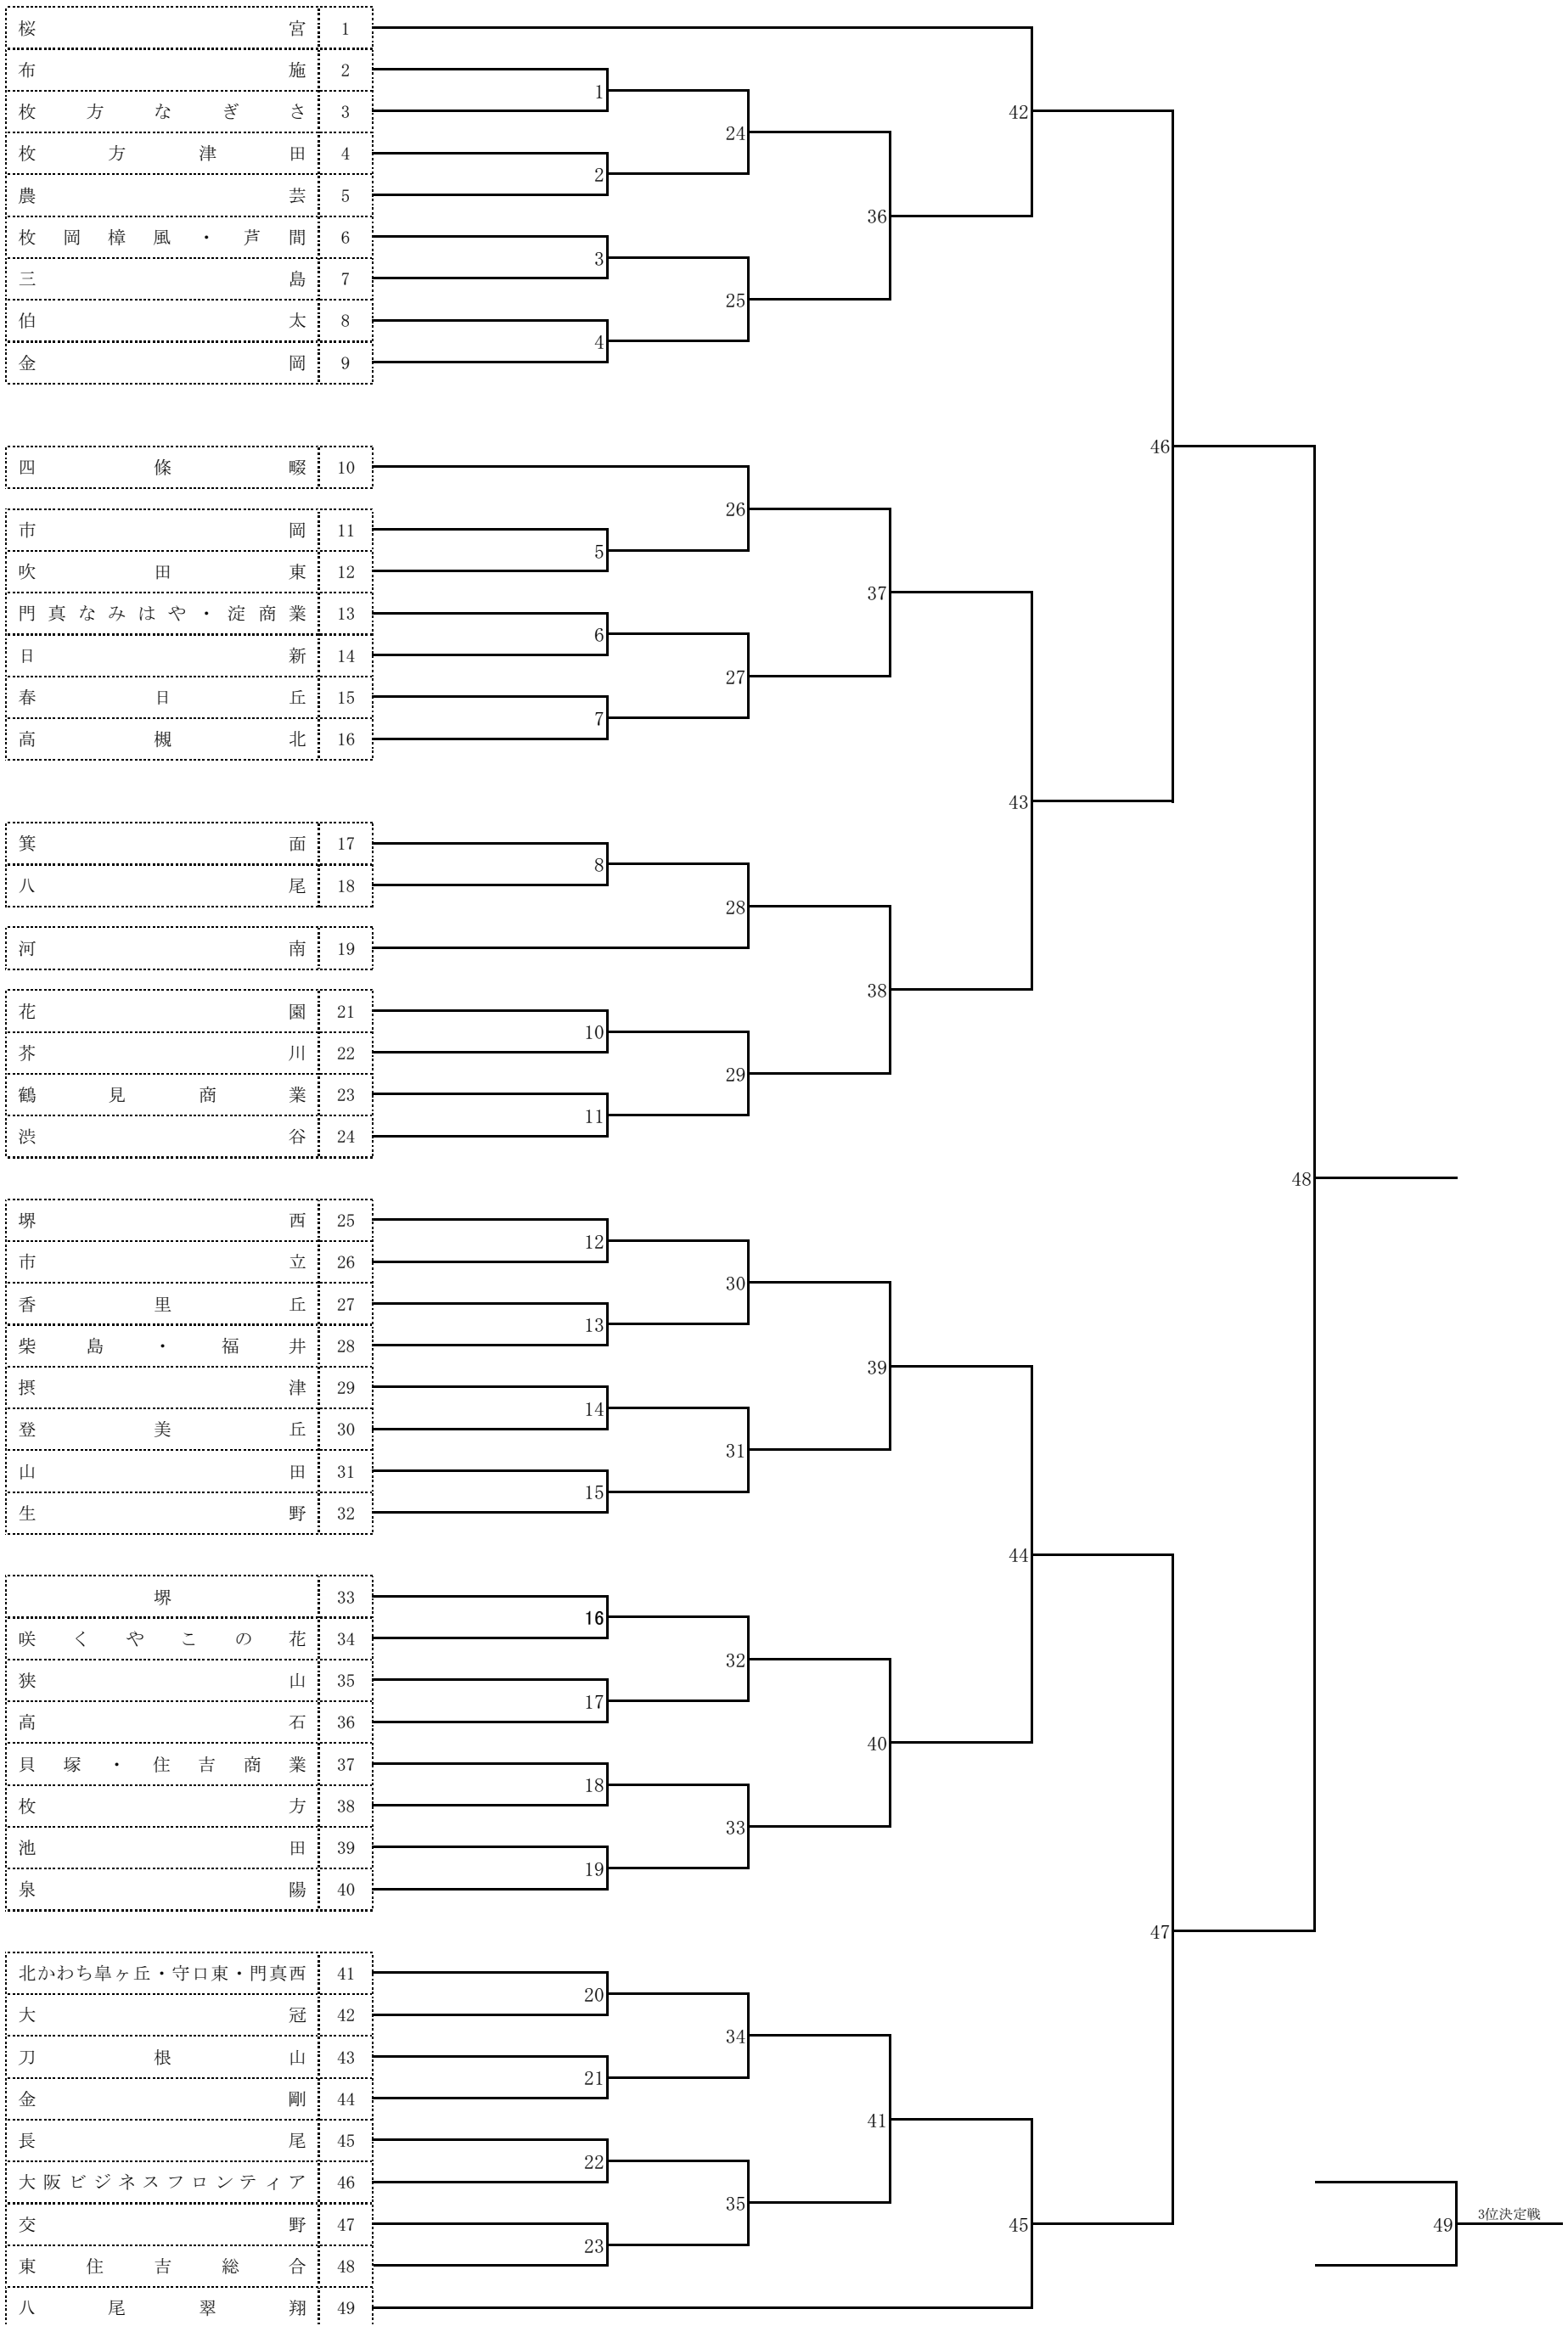 桜宮 1
布施 2
枚方なぎさ 3
枚方津田 4
農芸 5
枚岡樟風・芦間 6
三島 7
伯太 8
金岡 9
四條畷 10
市岡 11
吹田東 12
門真なみはや・淀商業 13
日新 14
春日丘 15
高槻北 16
箕面 17
八尾 18
河南 19
花園 21
芥川 22
鶴見商業 23
渋谷 24
堺西 25
市立 26
香里丘 27
柴島・福井 28
摂津 29
登美丘 30
山田 31
生野 32
堺 33
咲くやこの花 34
狭山 35
高石 36
貝塚・住吉商業 37
枚方 38
池田 39
泉陽 40
北かわち皐ヶ丘・守口東・門真西 41
大冠 42
刀根山 43
金剛 44
長尾 45
大阪ビジネスフロンティア 46
交野 47
東住吉総合 48
八尾翠翔 49
1
2
3
4
5
6
7
8
10
11
12
13
14
15
16
17
18
19
20
21
22
23
24
25
26
27
28
29
30
31
32
33
34
35
36
37
38
39
40
41
42
43
44
45
46
47
48
49
3位決定戦